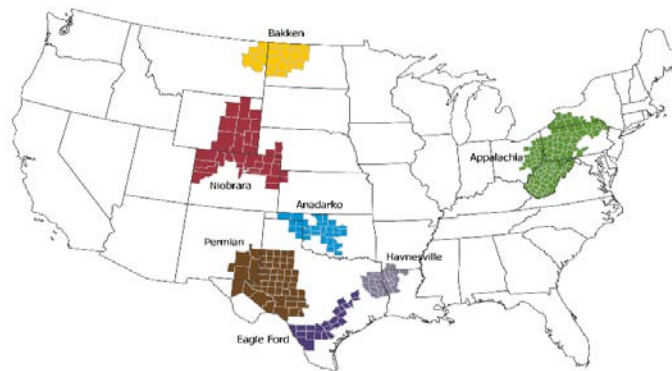 Bakken
Appalachia
Niobrara
Anadarko
Permian
Haynesville
Eagle Ford